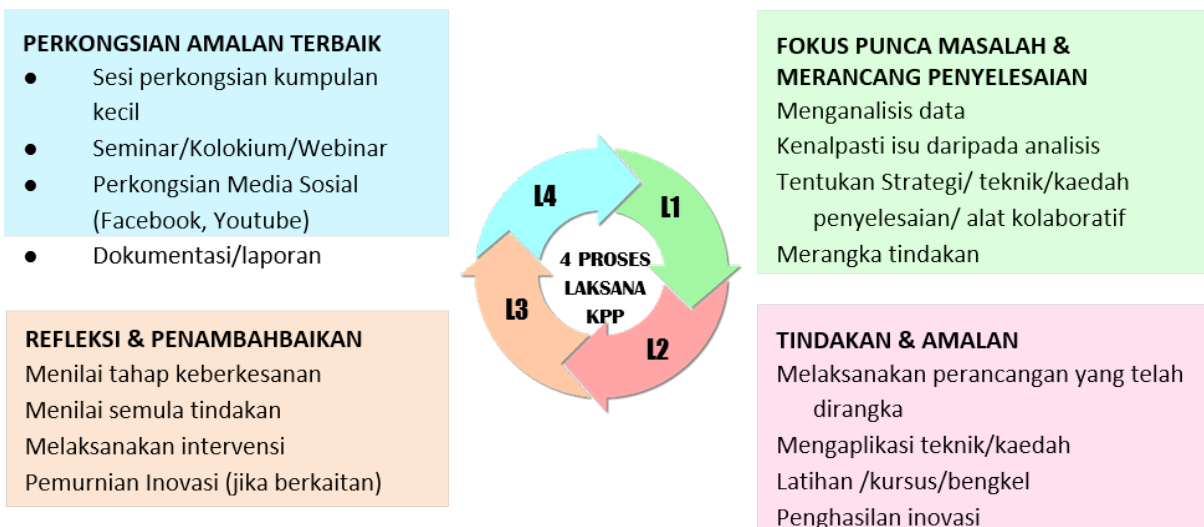 PERKONGSIAN AMALAN TERBAIK
● Sesi perkongsian kumpulan
kecil
● Seminar/Kolokium/Webinar
● Perkongsian Media Sosial
(Facebook, Youtube)
● Dokumentasi/laporan
FOKUS PUNCA MASALAH &
MERANCANG PENYELESAIAN
Menganalisis data
Kenalpasti isu daripada analisis
Tentukan Strategi/ teknik/kaedah
penyelesaian/ alat kolaboratif
Merangka tindakan
L4
L1
4 PROSES
LAKSANA
KPP
L3
L2
REFLEKSI & PENAMBAHBAIKAN
Menilai tahap keberkesanan
Menilai semula tindakan
Melaksanakan intervensi
Pemurnian Inovasi (jika berkaitan)
TINDAKAN & AMALAN
Melaksanakan perancangan yang telah
dirangka
Mengaplikasi teknik/kaedah
Latihan /kursus/bengkel
Penghasilan inovasi